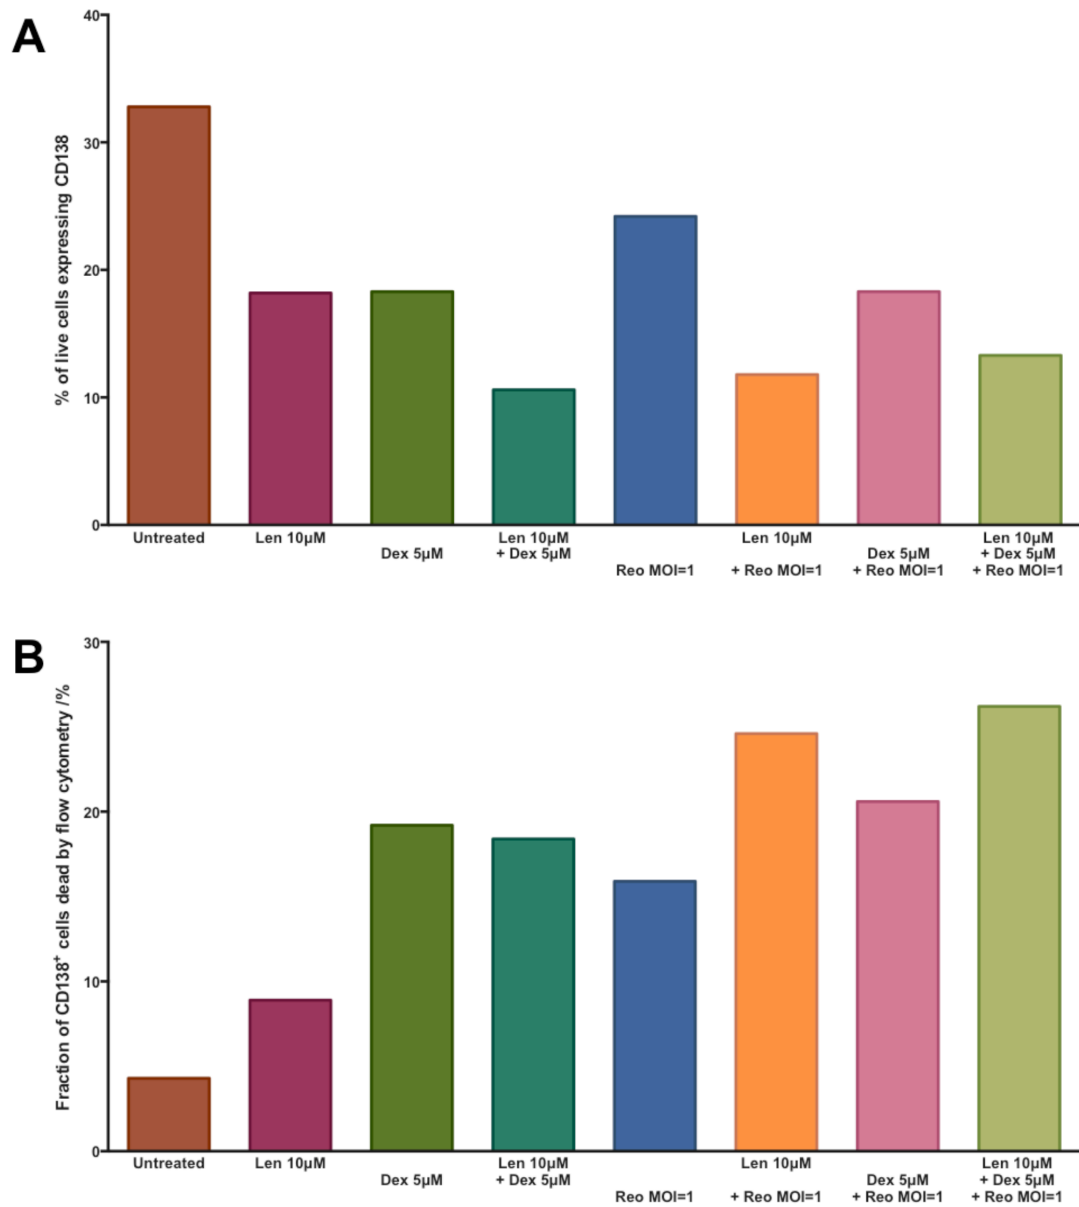 A
% of live cells expressing CD138
40
30
20
10
0
Untreated
Len 10µM
Dex 5µM
Len 10µM
+ Dex 5µM
Reo MOI=1
Len 10µM
+ Reo MOI=1
Dex 5µM
+ Reo MOI=1
Len 10µM
+ Dex 5µM
+ Reo MOI=1
B
Fraction of CD138⁺ cells dead by flow cytometry /%
30
20
10
0
Untreated
Len 10µM
Dex 5µM
Len 10µM
+ Dex 5µM
Reo MOI=1
Len 10µM
+ Reo MOI=1
Dex 5µM
+ Reo MOI=1
Len 10µM
+ Dex 5µM
+ Reo MOI=1